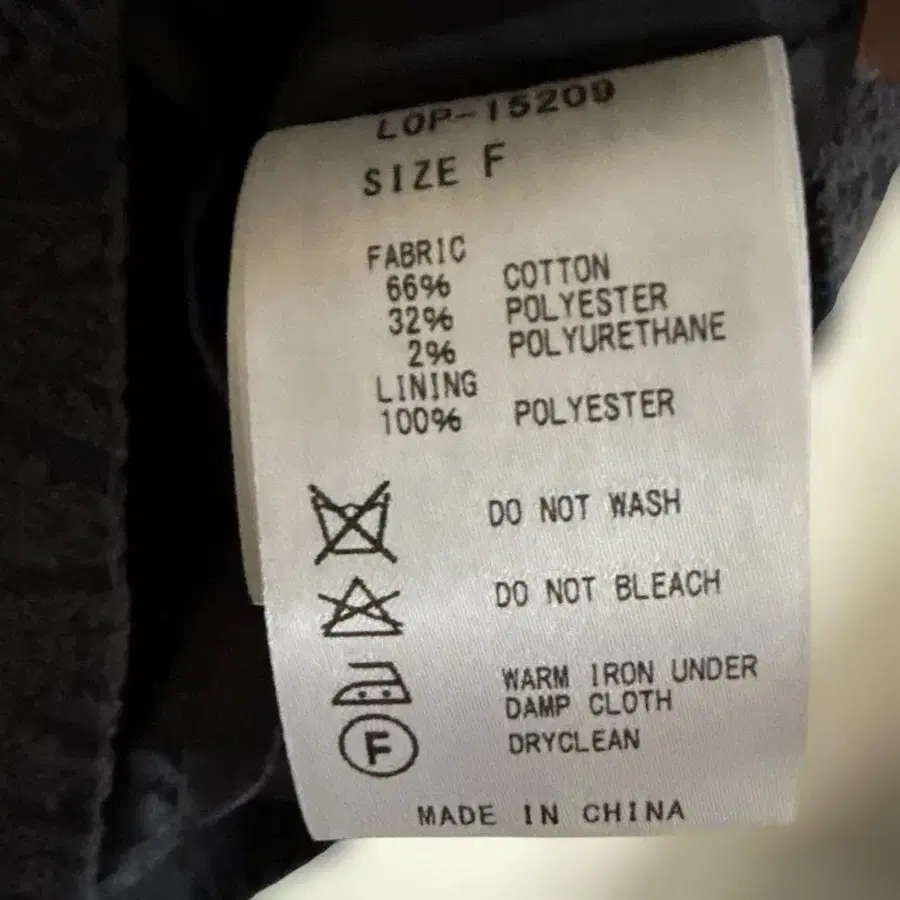 LOP-15209
SIZE F
FABRIC
66% COTTON
32% POLYESTER
2% POLYURETHANE
LINING
100% POLYESTER
DO NOT WASH
DO NOT BLEACH
WARM IRON UNDER
DAMP CLOTH
F DRYCLEAN
MADE IN CHINA